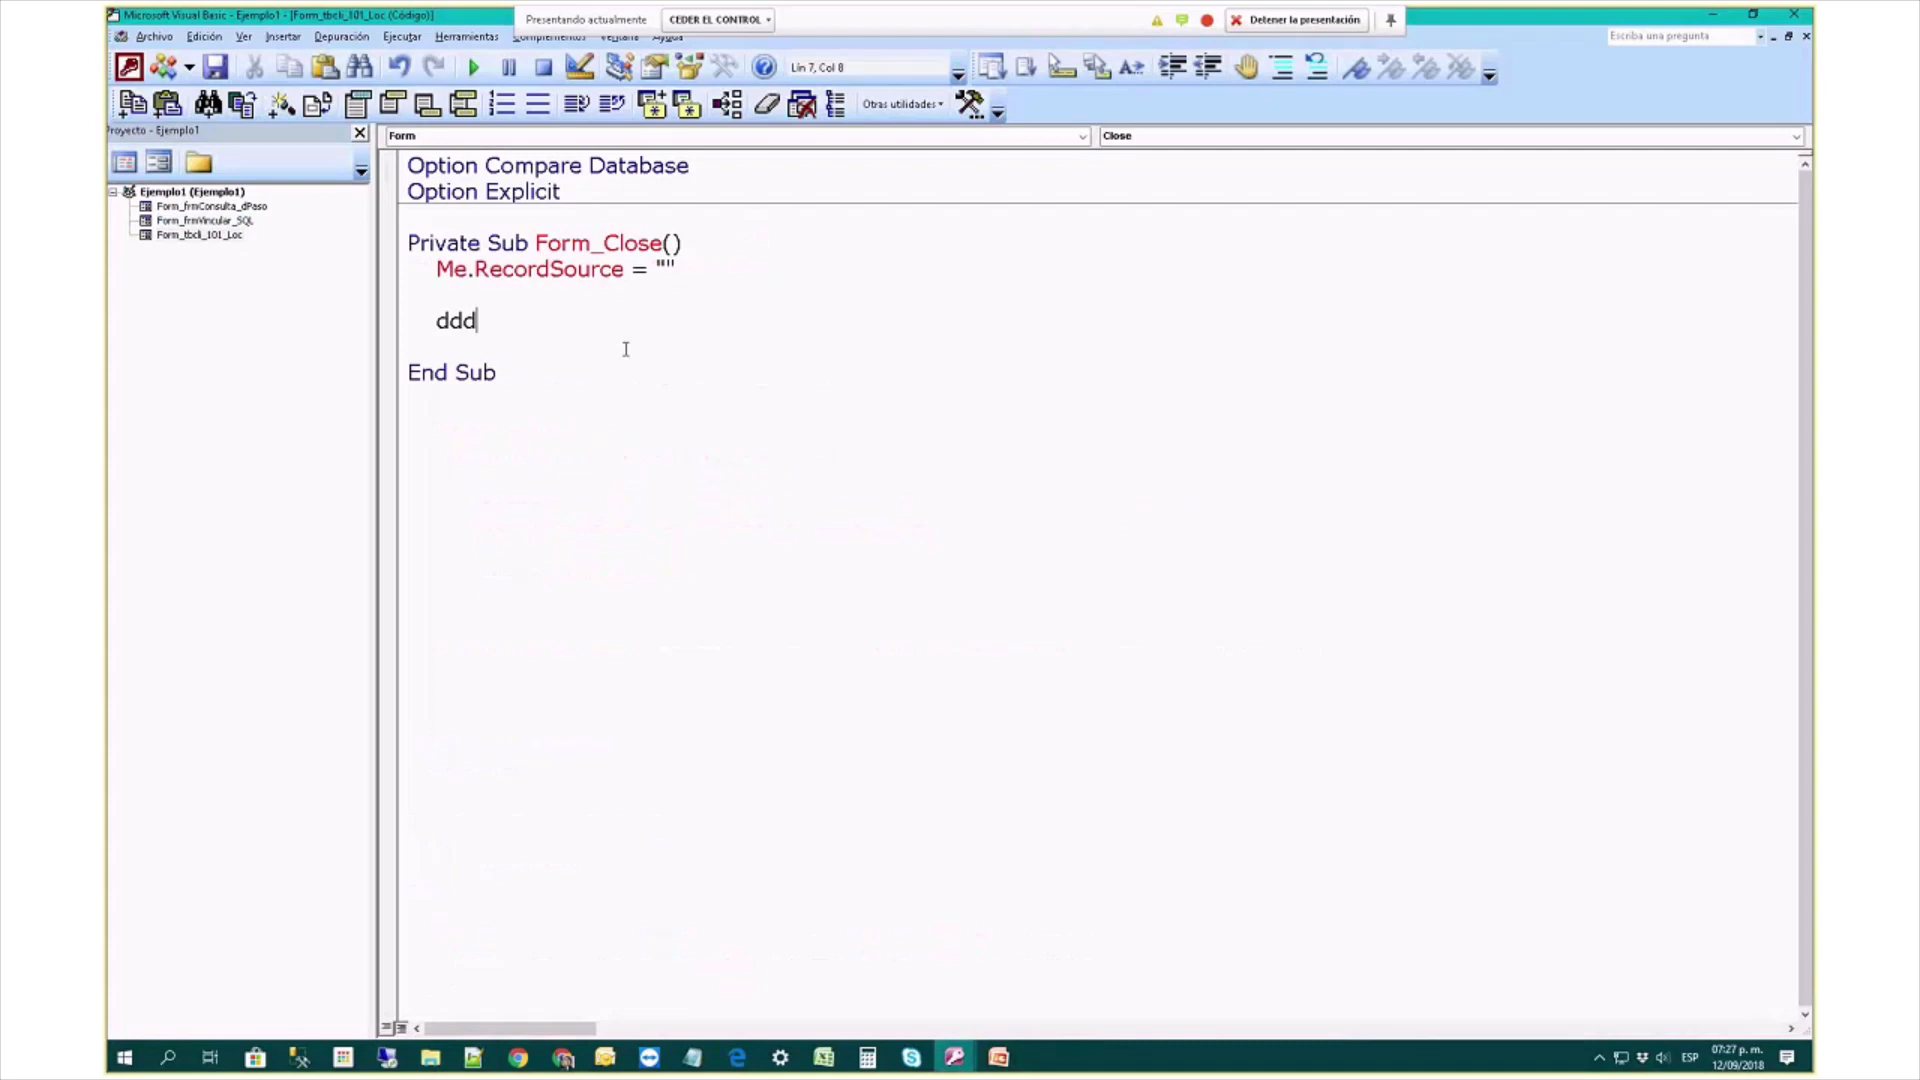 Microsoft Visual Basic - Ejemplo1 - [Form_tbcli_101_Loc (Código)]
Presentando actualmente
CEDER EL CONTROL
Detener la presentación
Archivo Edición Ver Insertar Depuración Ejecutar Herramientas Complementos Ventana Ayuda
Escriba una pregunta
Lín 7, Col 8
Otras utilidades
Proyecto - Ejemplo1
Form
Close
Ejemplo1 (Ejemplo1)
Form_frmConsulta_dPaso
Form_frmVincular_SQL
Form_tbcli_101_Loc
Option Compare Database
Option Explicit
Private Sub Form_Close()
Me.RecordSource = ""
ddd
End Sub
ESP
07:27 p. m.
12/09/2018